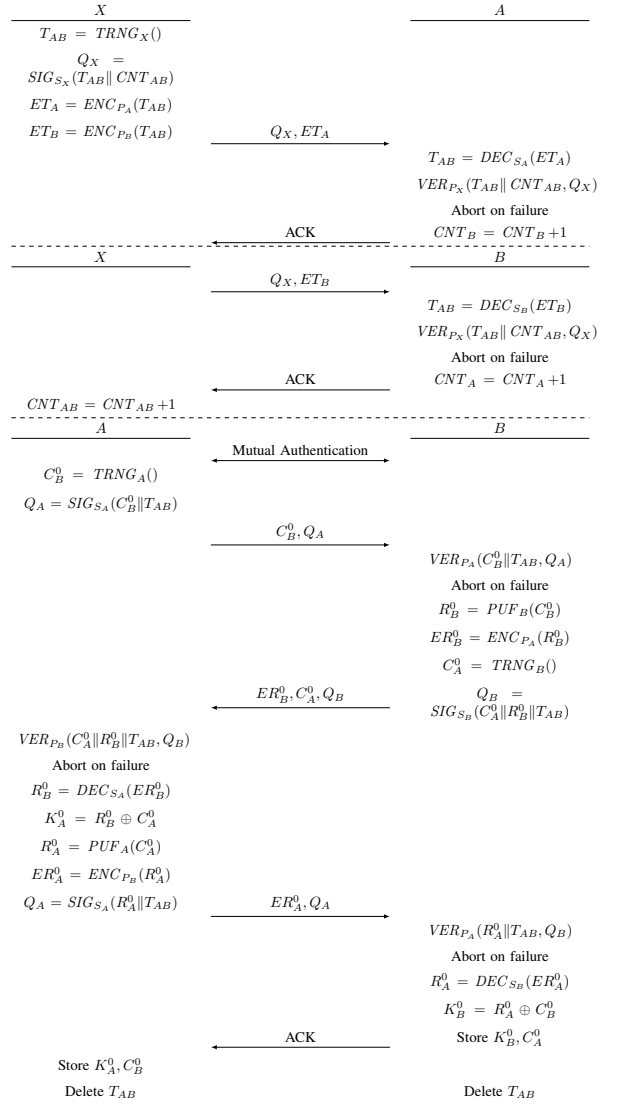 X A
T_{AB} = TRNG_X()
Q_X =
SIG_{S_X}(T_{AB}∥ CNT_{AB})
ET_A = ENC_{P_A}(T_{AB})
ET_B = ENC_{P_B}(T_{AB})
Q_X, ET_A
T_{AB} = DEC_{S_A}(ET_A)
VER_{P_X}(T_{AB}∥ CNT_{AB}, Q_X)
Abort on failure
ACK
CNT_B = CNT_B+1
X B
Q_X, ET_B
T_{AB} = DEC_{S_B}(ET_B)
VER_{P_X}(T_{AB}∥ CNT_{AB}, Q_X)
Abort on failure
ACK
CNT_A = CNT_A+1
CNT_{AB} = CNT_{AB}+1
A B
Mutual Authentication
C_B^0 = TRNG_A()
Q_A = SIG_{S_A}(C_B^0∥T_{AB})
C_B^0, Q_A
VER_{P_A}(C_B^0∥T_{AB}, Q_A)
Abort on failure
R_B^0 = PUF_B(C_B^0)
ER_B^0 = ENC_{P_A}(R_B^0)
C_A^0 = TRNG_B()
ER_B^0, C_A^0, Q_B
Q_B =
SIG_{S_B}(C_A^0∥R_B^0∥T_{AB})
VER_{P_B}(C_A^0∥R_B^0∥T_{AB}, Q_B)
Abort on failure
R_B^0 = DEC_{S_A}(ER_B^0)
K_A^0 = R_B^0 ⊕ C_A^0
R_A^0 = PUF_A(C_A^0)
ER_A^0 = ENC_{P_B}(R_A^0)
Q_A = SIG_{S_A}(R_A^0∥T_{AB})
ER_A^0, Q_A
VER_{P_A}(R_A^0∥T_{AB}, Q_B)
Abort on failure
R_A^0 = DEC_{S_B}(ER_A^0)
K_B^0 = R_A^0 ⊕ C_B^0
ACK
Store K_B^0, C_A^0
Store K_A^0, C_B^0
Delete T_{AB} Delete T_{AB}